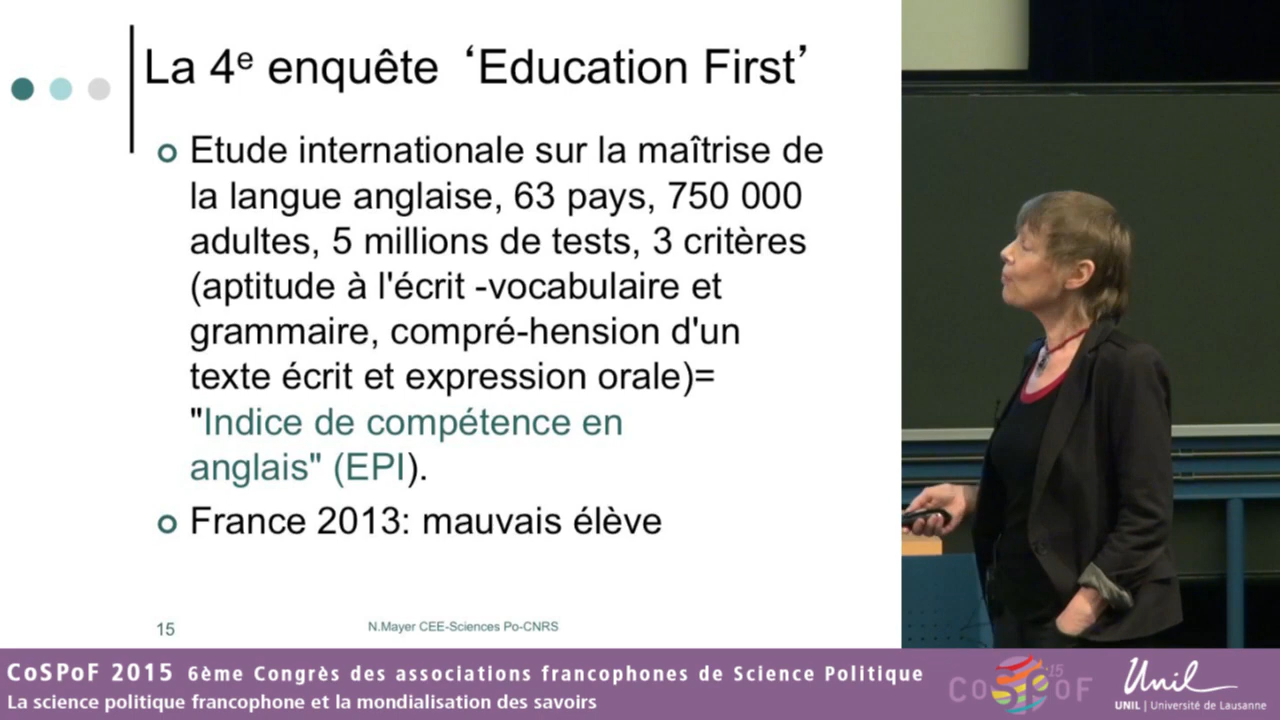 La 4e enquête ‘Education First’
Etude internationale sur la maîtrise de
la langue anglaise, 63 pays, 750 000
adultes, 5 millions de tests, 3 critères
(aptitude à l'écrit -vocabulaire et
grammaire, compré-hension d'un
texte écrit et expression orale)=
"Indice de compétence en
anglais" (EPI).
France 2013: mauvais élève
15
N.Mayer CEE-Sciences Po-CNRS
CoSPoF 2015 6ème Congrès des associations francophones de Science Politique
La science politique francophone et la mondialisation des savoirs
CoSPoF '15
Unil
UNIL | Université de Lausanne